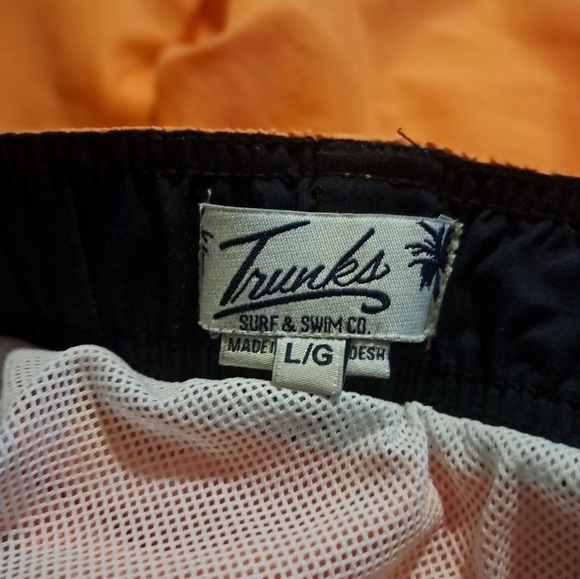 Trunks
SURF & SWIM CO.
MADE
L/G
DESH